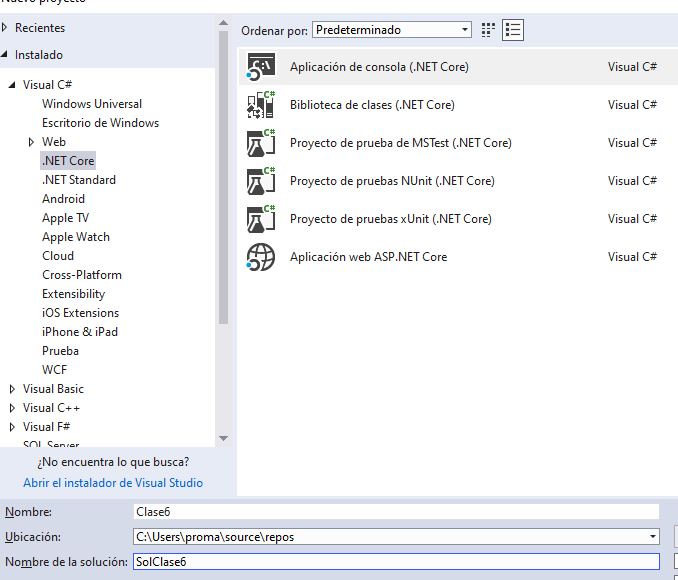 Nuevo proyecto
Recientes
Instalado
Visual C#
Windows Universal
Escritorio de Windows
Web
.NET Core
.NET Standard
Android
Apple TV
Apple Watch
Cloud
Cross-Platform
Extensibility
iOS Extensions
iPhone & iPad
Prueba
WCF
Visual Basic
Visual C++
Visual F#
SQL Server
¿No encuentra lo que busca?
Abrir el instalador de Visual Studio
Ordenar por: Predeterminado
Aplicación de consola (.NET Core) Visual C#
Biblioteca de clases (.NET Core) Visual C#
Proyecto de prueba de MSTest (.NET Core) Visual C#
Proyecto de pruebas NUnit (.NET Core) Visual C#
Proyecto de pruebas xUnit (.NET Core) Visual C#
Aplicación web ASP.NET Core Visual C#
Nombre: Clase6
Ubicación: C:\Users\proma\source\repos
Nombre de la solución: SolClase6